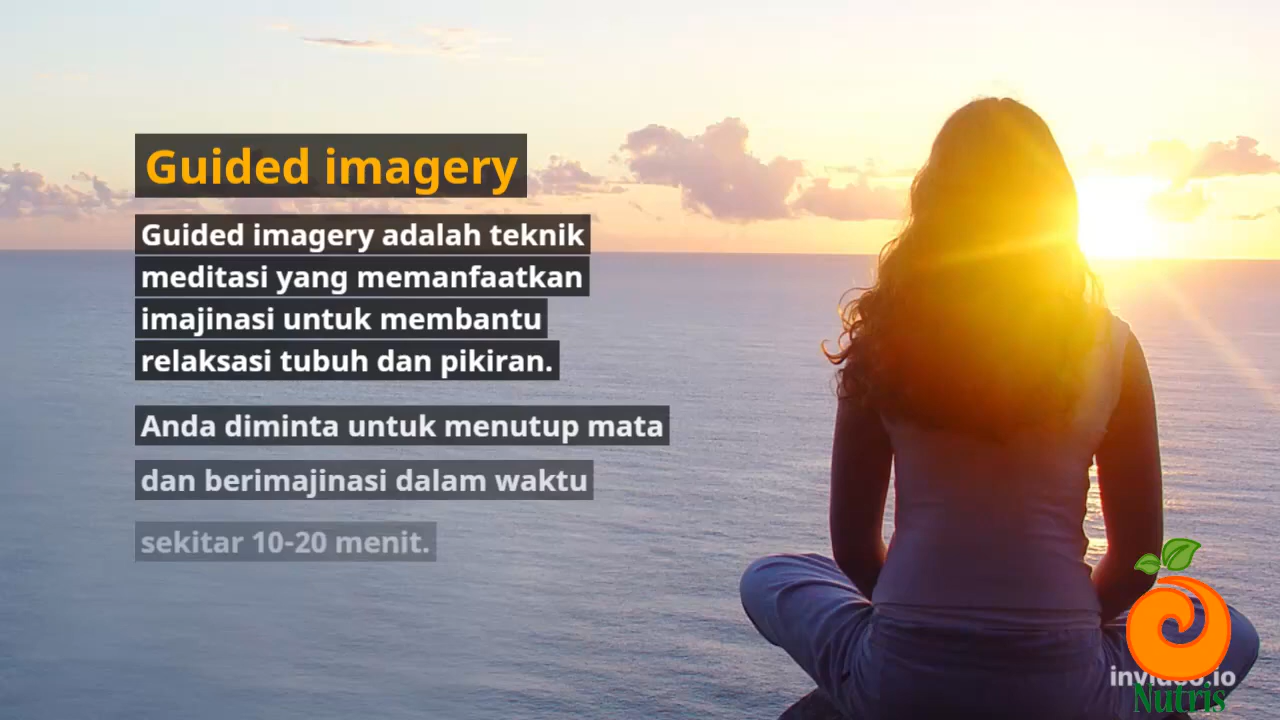 Guided imagery
Guided imagery adalah teknik
meditasi yang memanfaatkan
imajinasi untuk membantu
relaksasi tubuh dan pikiran.
Anda diminta untuk menutup mata
dan berimajinasi dalam waktu
sekitar 10-20 menit.
invideo.io
Nutris